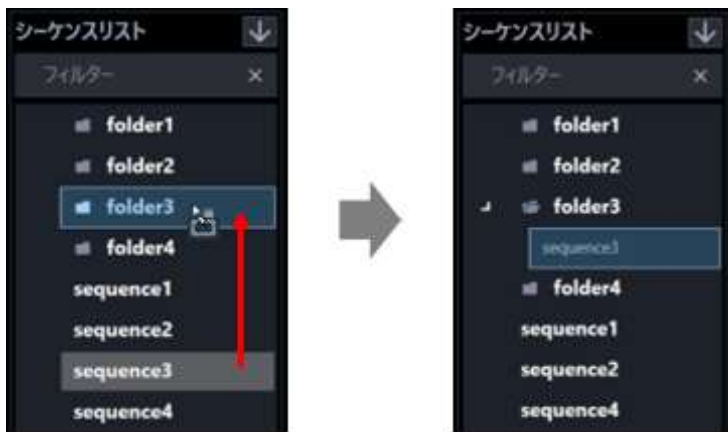 シーケンスリスト
フィルター
folder1
folder2
folder3
folder4
sequence1
sequence2
sequence3
sequence4
シーケンスリスト
フィルター
folder1
folder2
folder3
sequence3
folder4
sequence1
sequence2
sequence4